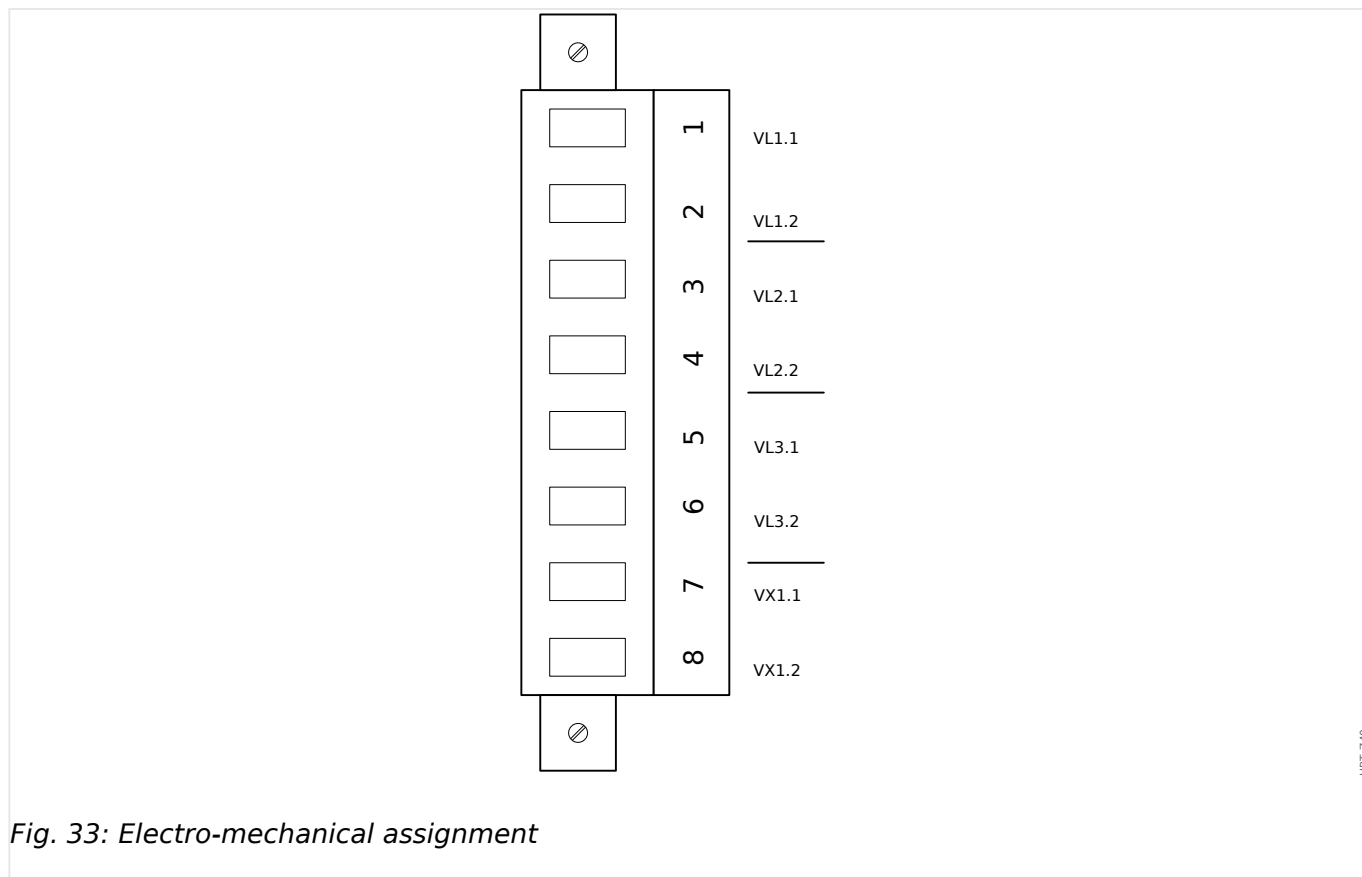 1 VL1.1
2 VL1.2
3 VL2.1
4 VL2.2
5 VL3.1
6 VL3.2
7 VX1.1
8 VX1.2
Fig. 33: Electro-mechanical assignment